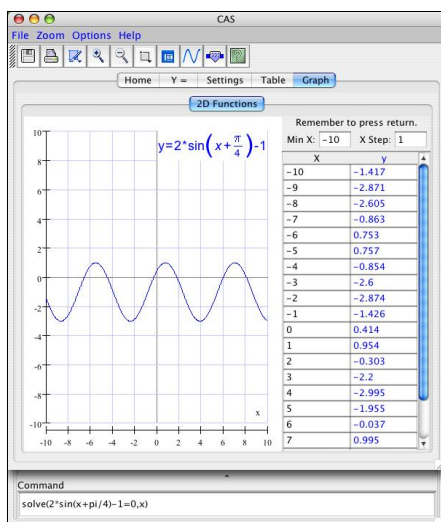 CAS
File Zoom Options Help
Home Y = Settings Table Graph
2D Functions
Remember to press return.
Min X: -10 X Step: 1
y=2*sin(x+π/4)-1
X y
-10 -1.417
-9 -2.871
-8 -2.605
-7 -0.863
-6 0.753
-5 0.757
-4 -0.854
-3 -2.6
-2 -2.874
-1 -1.426
0 0.414
1 0.954
2 -0.303
3 -2.2
4 -2.995
5 -1.955
6 -0.037
7 0.995
10
8
6
4
2
0
-2
-4
-6
-8
-10
x
-10 -8 -6 -4 -2 0 2 4 6 8 10
Command
solve(2*sin(x+pi/4)-1=0,x)